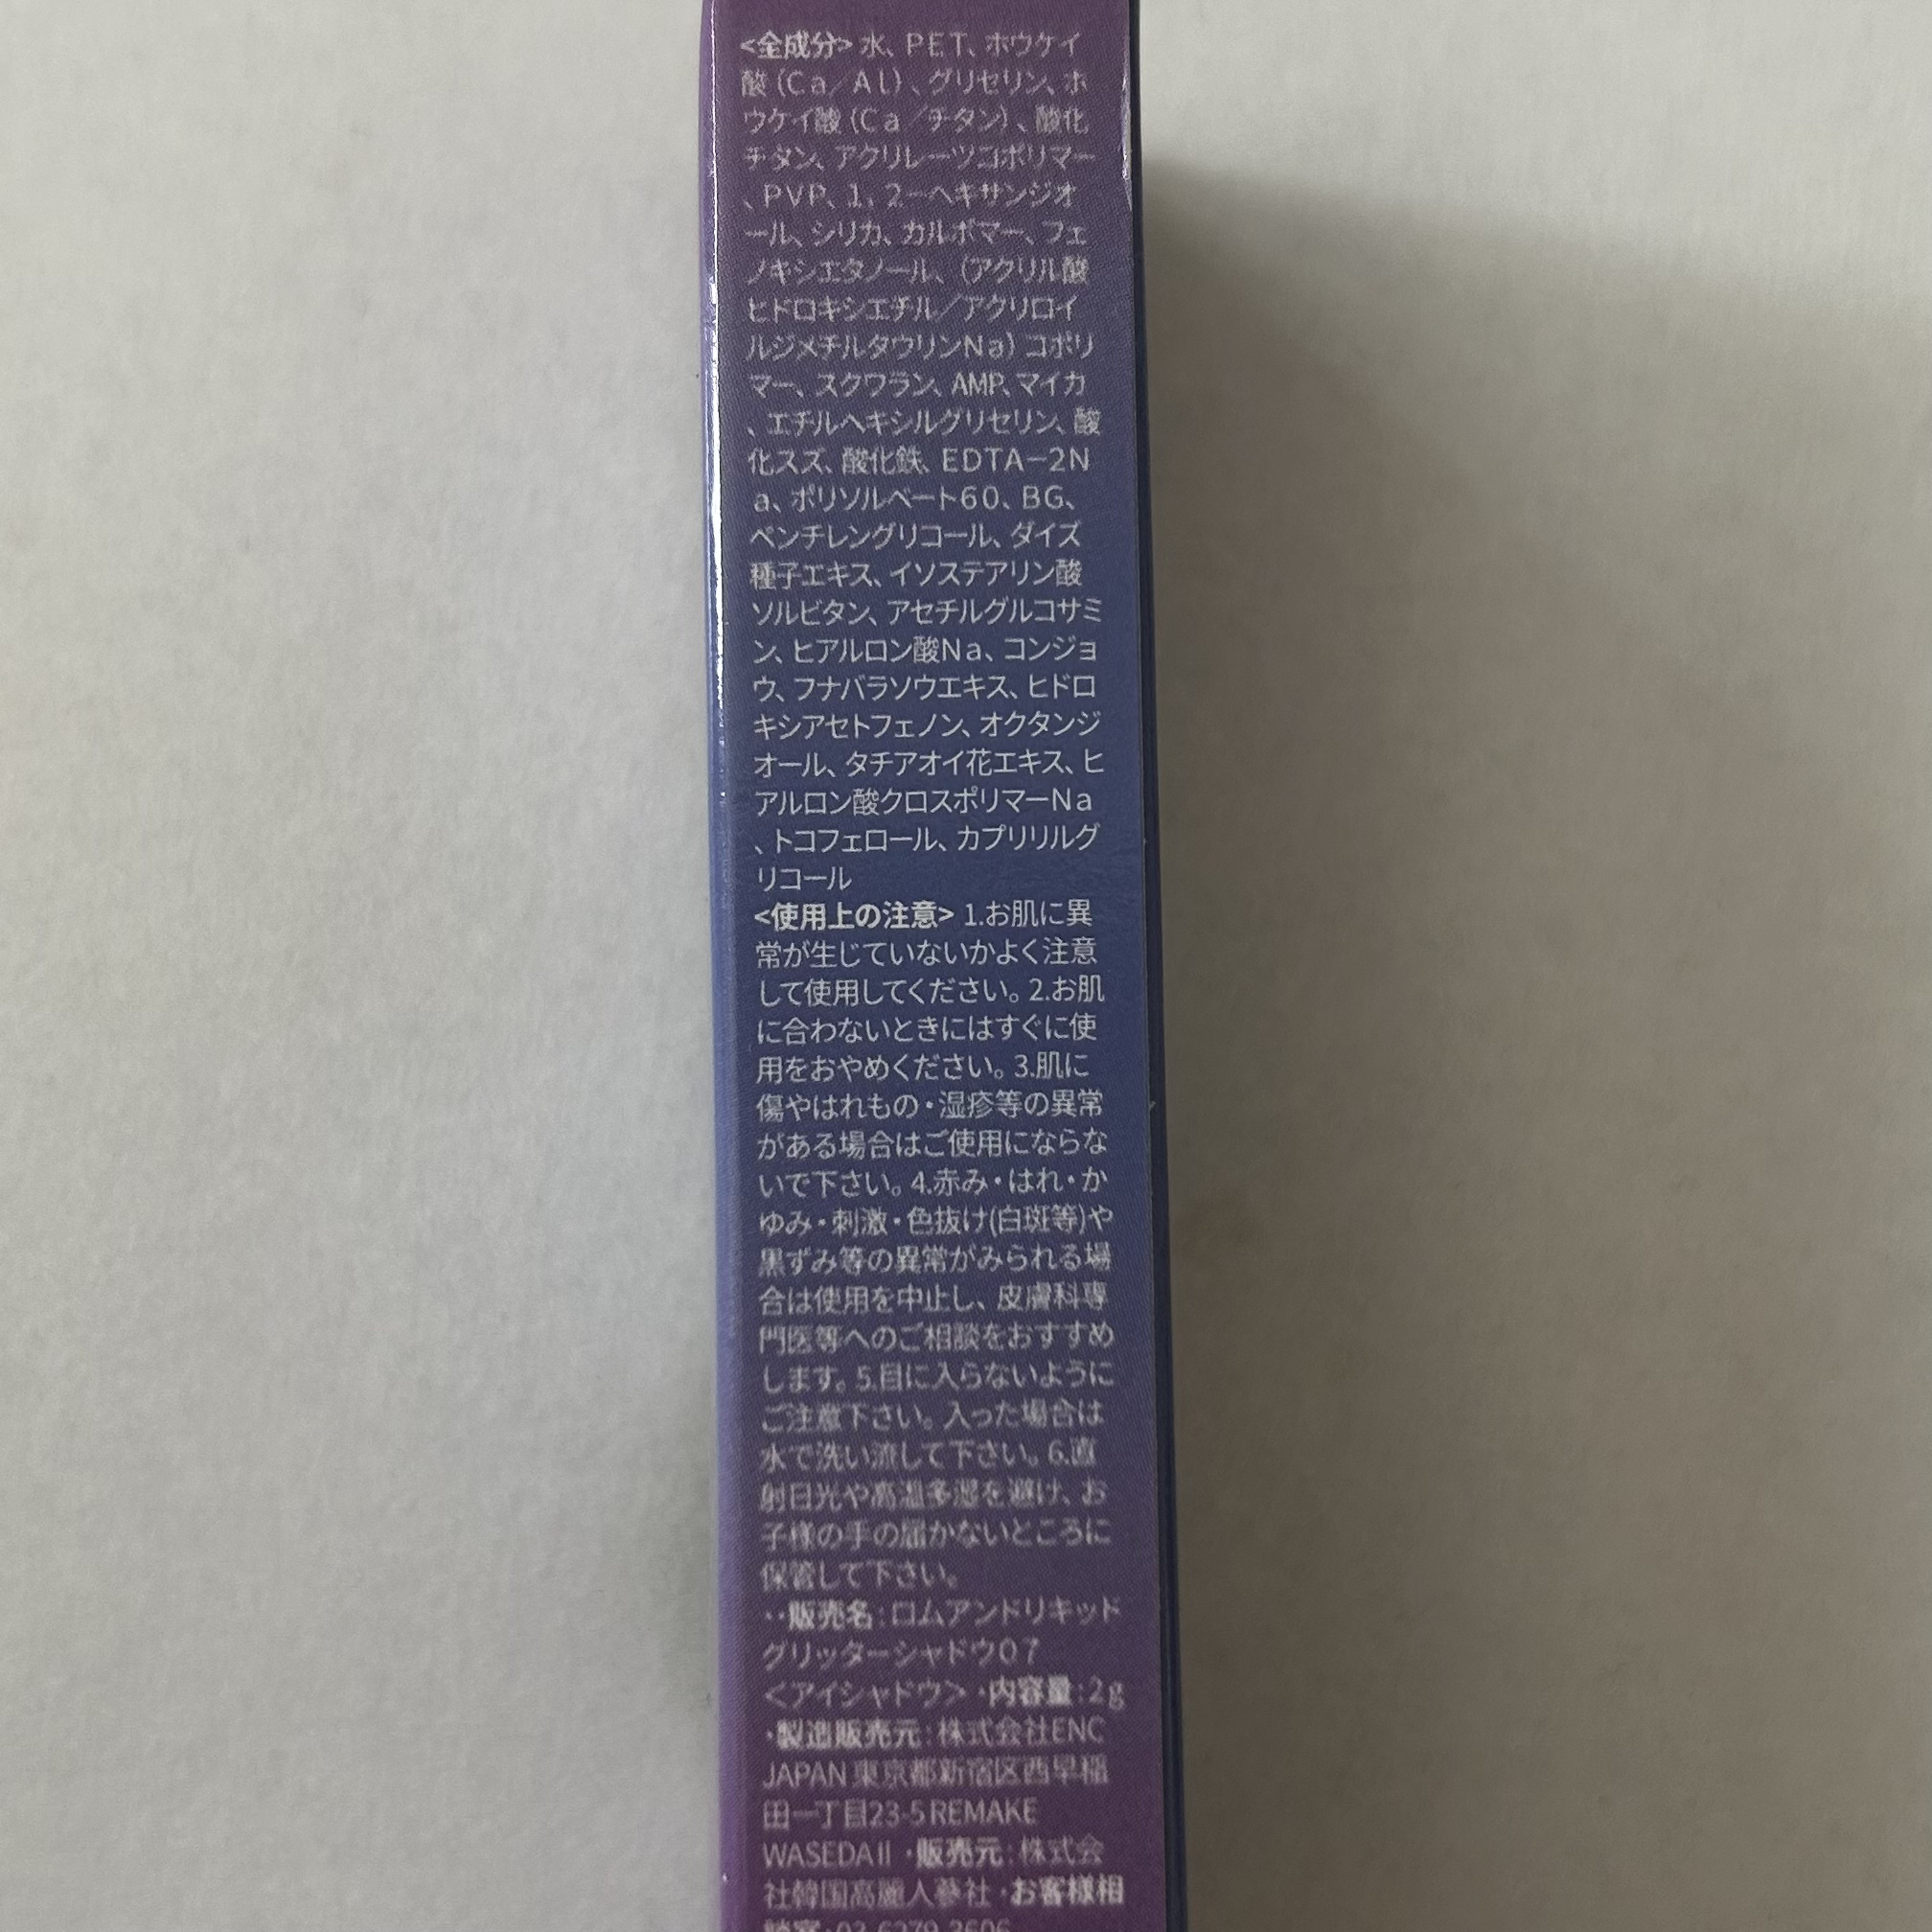 <全成分> 水、PET、ホウケイ
酸 (Ca／Al)、グリセリン、ホ
ウケイ酸 (Ca／チタン)、酸化
チタン、アクリレーツコポリマー
、PVP、1、2－ヘキサンジオ
ール、シリカ、カルボマー、フェ
ノキシエタノール、(アクリル酸
ヒドロキシエチル／アクリロイ
ルジメチルタウリンNa) コポリ
マー、スクワラン、AMP、マイカ
、エチルヘキシルグリセリン、酸
化スズ、酸化鉄、EDTA－2N
a、ポリソルベート60、BG、
ペンチレングリコール、ダイズ
種子エキス、イソステアリン酸
ソルビタン、アセチルグルコサミ
ン、ヒアルロン酸Na、コンジョ
ウ、フナバラソウエキス、ヒドロ
キシアセトフェノン、オクタンジ
オール、タチアオイ花エキス、ヒ
アルロン酸クロスポリマーNa
、トコフェロール、カプリリルグ
リコール
<使用上の注意> 1.お肌に異
常が生じていないかよく注意
して使用してください。2.お肌
に合わないときにはすぐに使
用をおやめください。3.肌に
傷やはれもの・湿疹等の異常
がある場合はご使用にならな
いで下さい。4.赤み・はれ・か
ゆみ・刺激・色抜け(白斑等)や
黒ずみ等の異常がみられる場
合は使用を中止し、皮膚科専
門医等へのご相談をおすすめ
します。5.目に入らないように
ご注意下さい。入った場合は
水で洗い流して下さい。6.直
射日光や高温多湿を避け、お
子様の手の届かないところに
保管して下さい。
・・販売名：ロムアンドリキッド
グリッターシャドウ07
＜アイシャドウ＞ ・内容量：2g
・製造販売元：株式会社ENC
JAPAN 東京都新宿区西早稲
田一丁目23-5 REMAKE
WASEDAⅡ ・販売元：株式会
社韓国高麗人蔘社 ・お客様相
談室：03-6279-3606